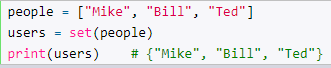 people = ["Mike", "Bill", "Ted"]
users = set(people)
print(users)    # {"Mike", "Bill", "Ted"}